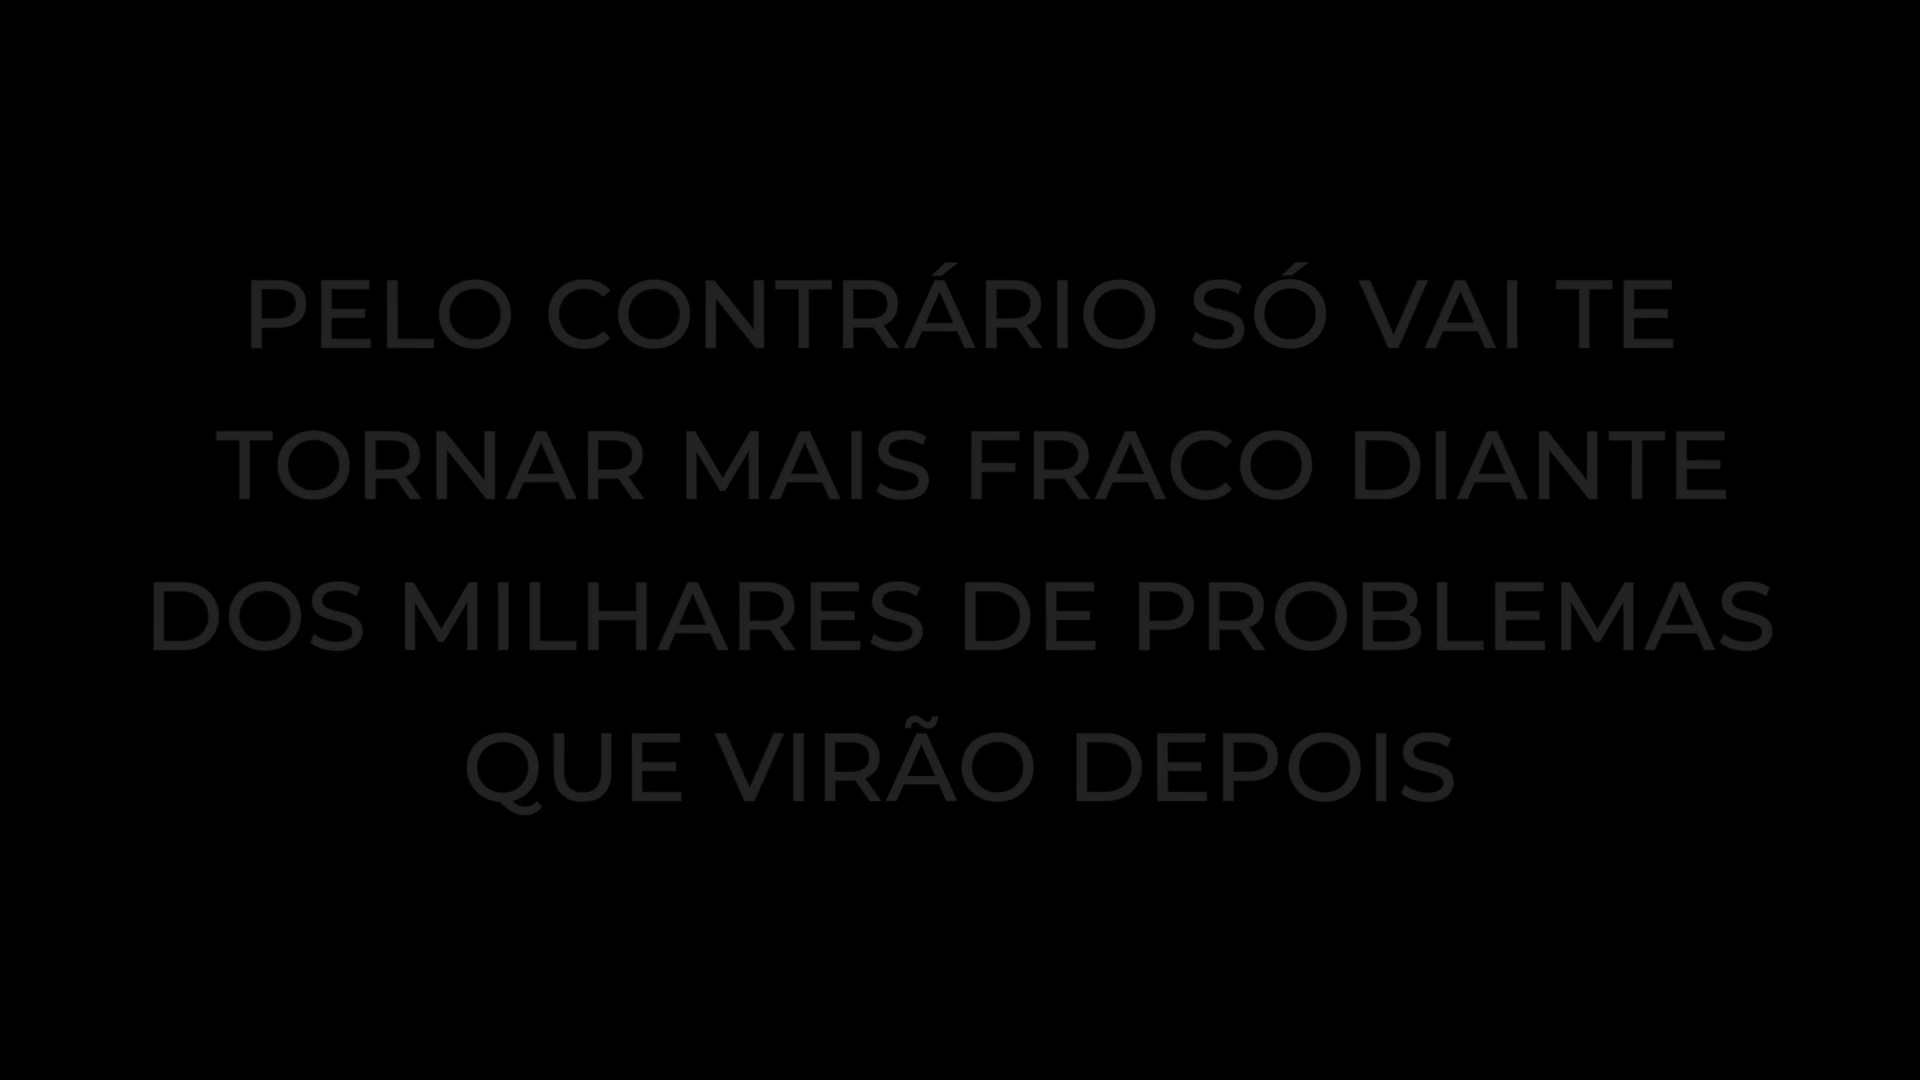 PELO CONTRÁRIO SÓ VAI TE
TORNAR MAIS FRACO DIANTE
DOS MILHARES DE PROBLEMAS
QUE VIRÃO DEPOIS